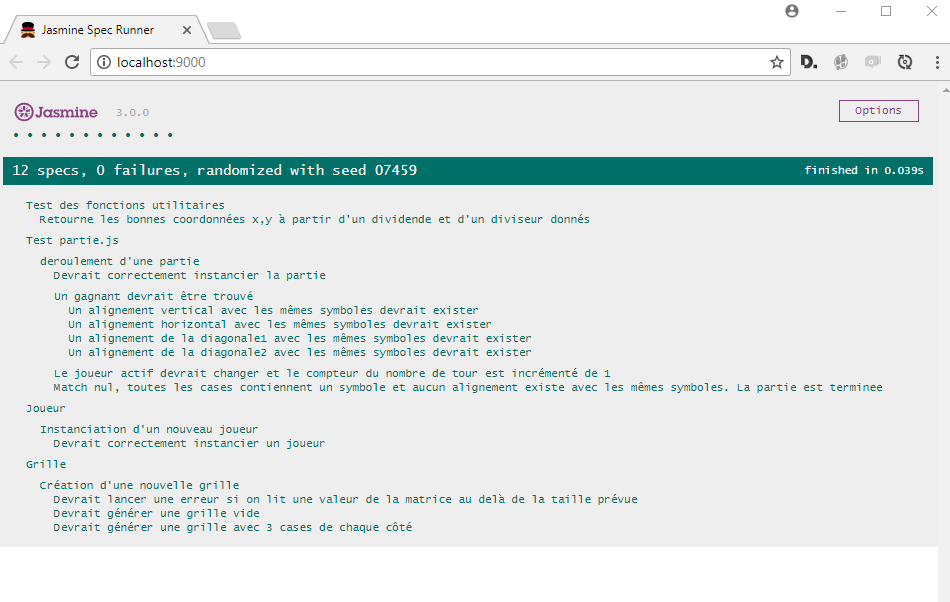 Jasmine Spec Runner
localhost:9000
D.
Jasmine 3.0.0
Options
12 specs, 0 failures, randomized with seed 07459
finished in 0.039s
Test des fonctions utilitaires
Retourne les bonnes coordonnées x,y à partir d'un dividende et d'un diviseur donnés
Test partie.js
deroulement d'une partie
Devrait correctement instancier la partie
Un gagnant devrait être trouvé
Un alignement vertical avec les mêmes symboles devrait exister
Un alignement horizontal avec les mêmes symboles devrait exister
Un alignement de la diagonale1 avec les mêmes symboles devrait exister
Un alignement de la diagonale2 avec les mêmes symboles devrait exister
Le joueur actif devrait changer et le compteur du nombre de tour est incrémenté de 1
Match nul, toutes les cases contiennent un symbole et aucun alignement existe avec les mêmes symboles. La partie est terminee
Joueur
Instanciation d'un nouveau joueur
Devrait correctement instancier un joueur
Grille
Création d'une nouvelle grille
Devrait lancer une erreur si on lit une valeur de la matrice au delà de la taille prévue
Devrait générer une grille vide
Devrait générer une grille avec 3 cases de chaque côté